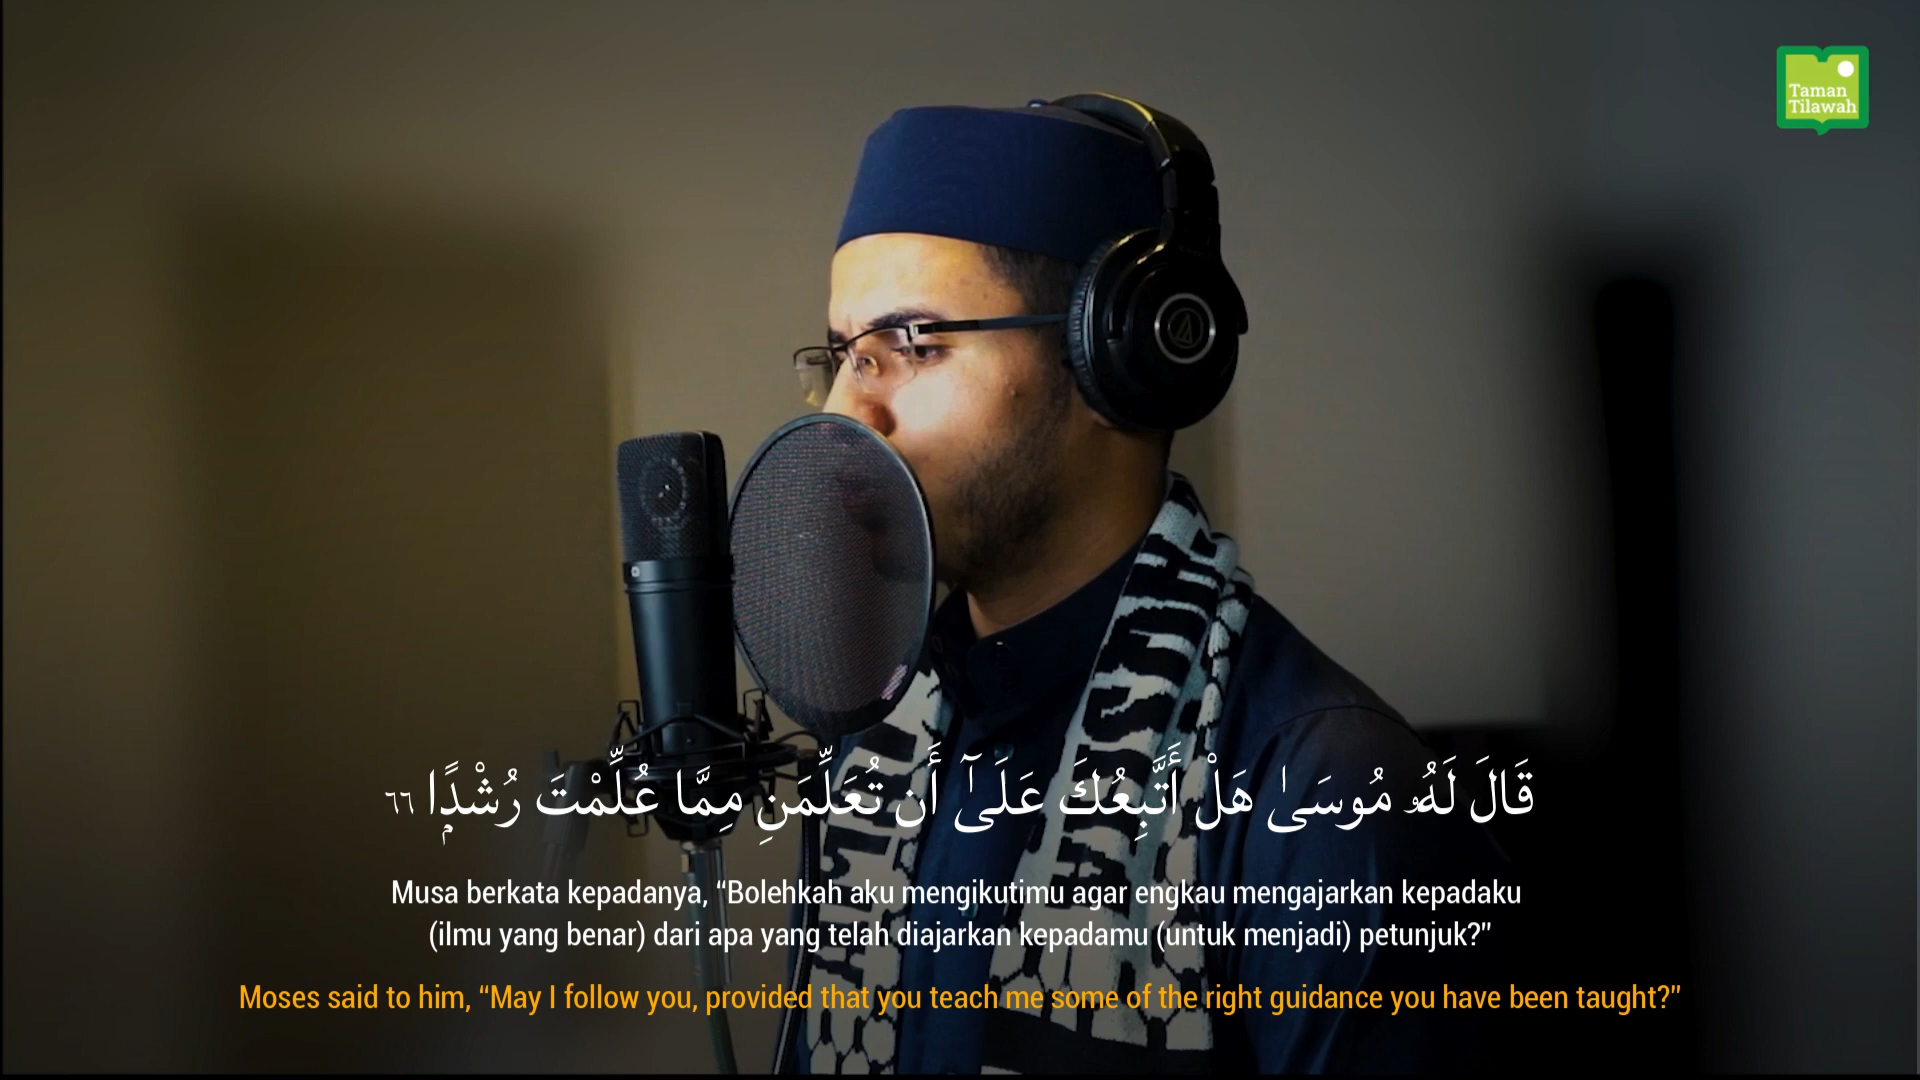 Taman
Tilawah
قَالَ لَهُۥ مُوسَىٰ هَلْ أَتَّبِعُكَ عَلَىٰٓ أَن تُعَلِّمَنِ مِمَّا عُلِّمْتَ رُشْدًۭا ٦٦
Musa berkata kepadanya, “Bolehkah aku mengikutimu agar engkau mengajarkan kepadaku
(ilmu yang benar) dari apa yang telah diajarkan kepadamu (untuk menjadi) petunjuk?”
Moses said to him, “May I follow you, provided that you teach me some of the right guidance you have been taught?”